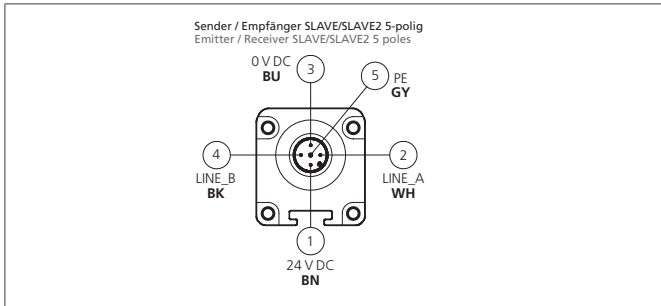 Sender / Empfänger SLAVE/SLAVE2 5-polig
Emitter / Receiver SLAVE/SLAVE2 5 poles
0 V DC
BU
3
5
PE
GY
4
LINE_B
BK
2
LINE_A
WH
1
24 V DC
BN